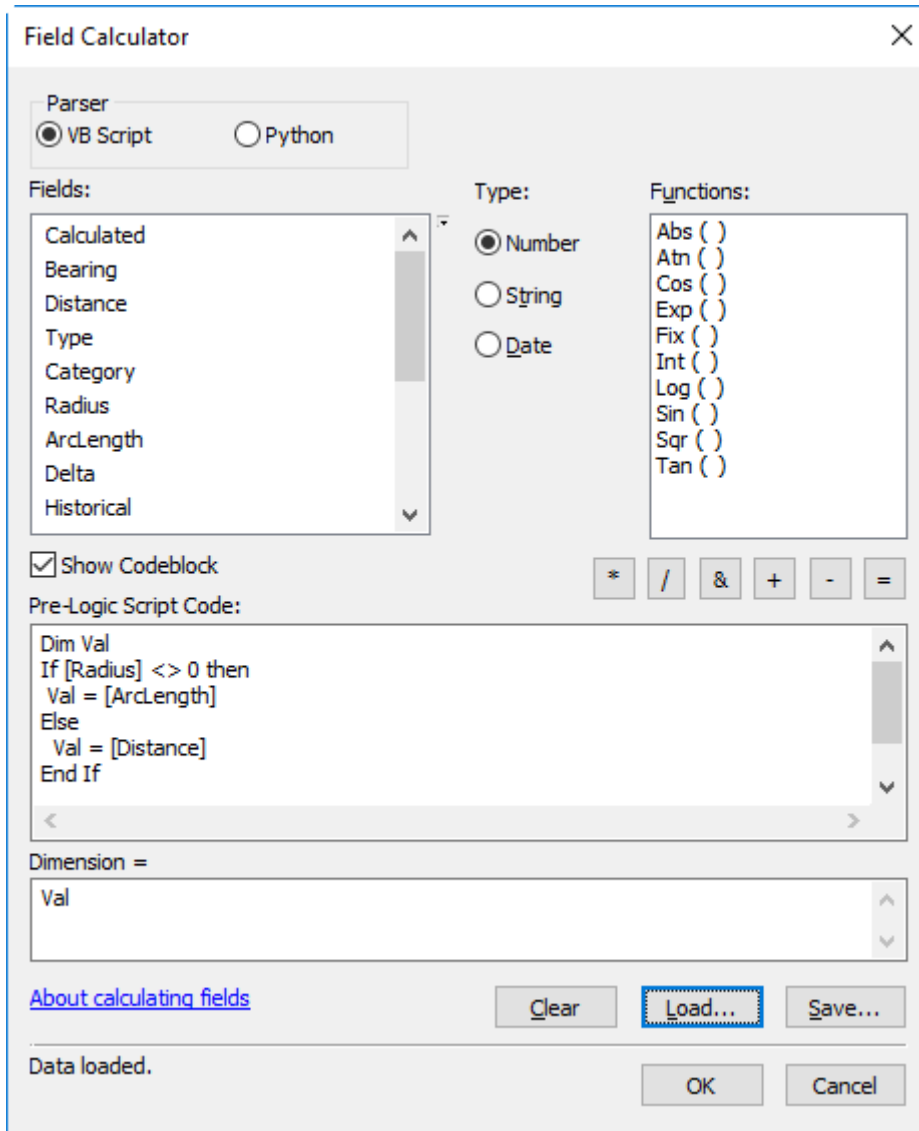 Field Calculator
Parser
VB Script
Python
Fields:
Type:
Functions:
Calculated
Bearing
Distance
Type
Category
Radius
ArcLength
Delta
Historical
Number
String
Date
Abs ( )
Atn ( )
Cos ( )
Exp ( )
Fix ( )
Int ( )
Log ( )
Sin ( )
Sqr ( )
Tan ( )
Show Codeblock
* / & + - =
Pre-Logic Script Code:
Dim Val
If [Radius] <> 0 then
 Val = [ArcLength]
Else
  Val = [Distance]
End If
Dimension =
Val
About calculating fields
Clear
Load...
Save...
Data loaded.
OK
Cancel